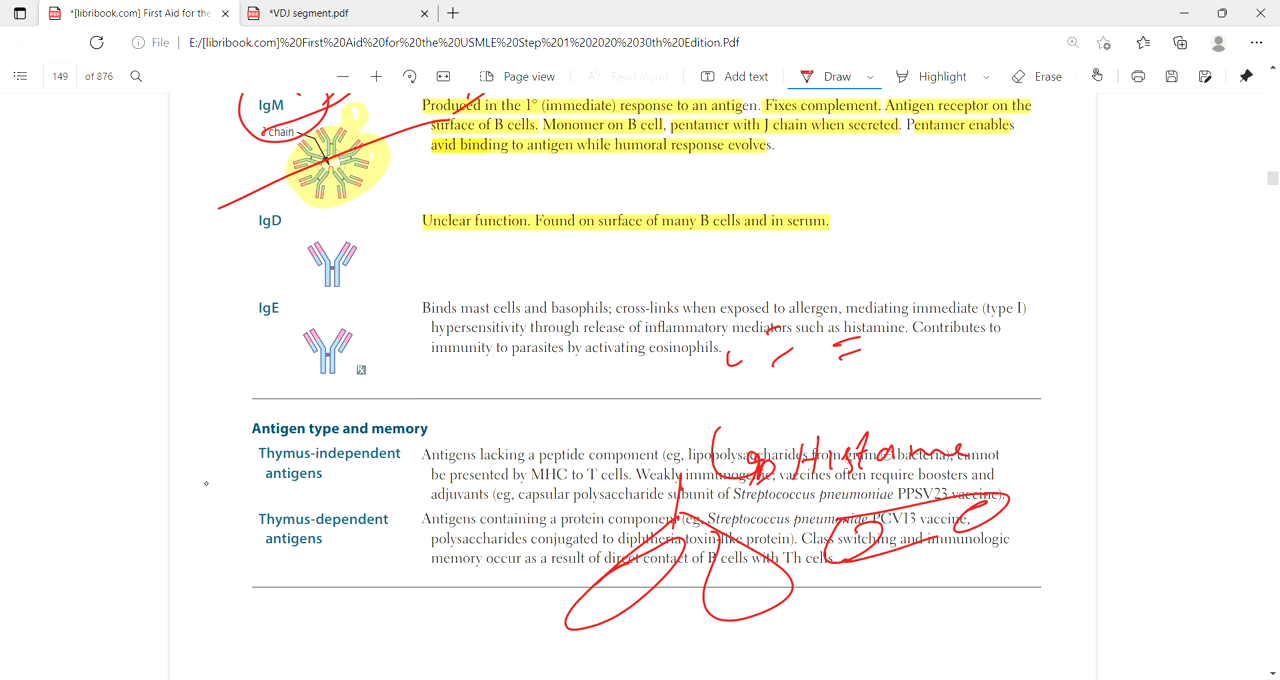 *[libribook.com] First Aid for the
*VDJ segment.pdf
File
E:/[libribook.com]%20First%20Aid%20for%20the%20USMLE%20Step%201%202020%2030th%20Edition.Pdf
149 of 876
Page view
Read aloud
Add text
Draw
Highlight
Erase
IgM
J chain
Produced in the 1° (immediate) response to an antigen. Fixes complement. Antigen receptor on the
surface of B cells. Monomer on B cell, pentamer with J chain when secreted. Pentamer enables
avid binding to antigen while humoral response evolves.
IgD
Unclear function. Found on surface of many B cells and in serum.
IgE
Binds mast cells and basophils; cross-links when exposed to allergen, mediating immediate (type I)
hypersensitivity through release of inflammatory mediators such as histamine. Contributes to
immunity to parasites by activating eosinophils.
Antigen type and memory
Thymus-independent
antigens
Antigens lacking a peptide component (eg, lipopolysaccharides from gram ⊝ bacteria); cannot
be presented by MHC to T cells. Weakly immunogenic; vaccines often require boosters and
adjuvants (eg, capsular polysaccharide subunit of Streptococcus pneumoniae PPSV23 vaccine).
Thymus-dependent
antigens
Antigens containing a protein component (eg, Streptococcus pneumoniae PCV13 vaccine,
polysaccharides conjugated to diphtheria toxin-like protein). Class switching and immunologic
memory occur as a result of direct contact of B cells with Th cells.
Histame